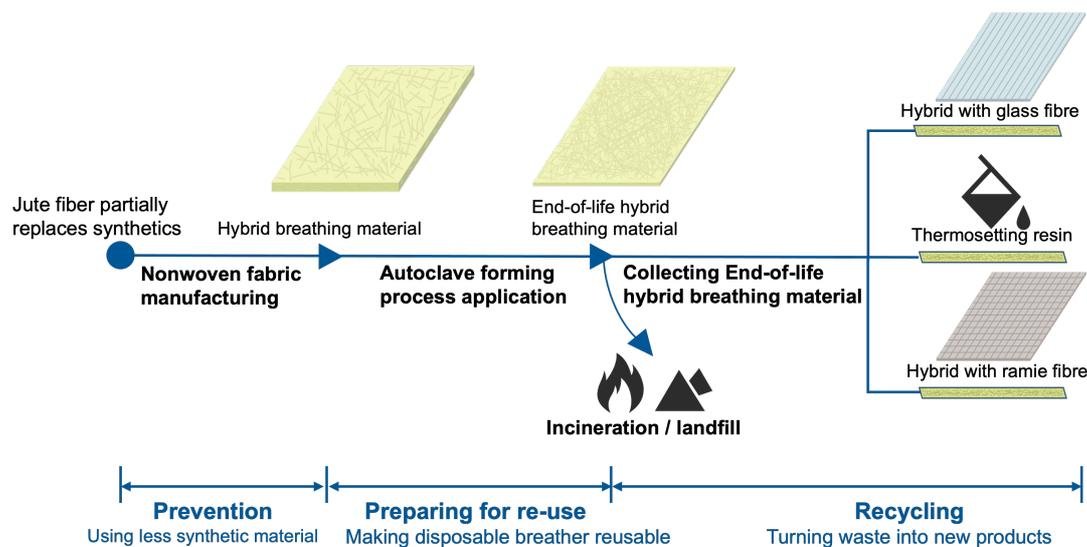 Jute fiber partially
replaces synthetics
Hybrid breathing material
End-of-life hybrid
breathing material
Hybrid with glass fibre
Thermosetting resin
Hybrid with ramie fibre
Nonwoven fabric
manufacturing
Autoclave forming
process application
Collecting End-of-life
hybrid breathing material
Incineration / landfill
Prevention
Using less synthetic material
Preparing for re-use
Making disposable breather reusable
Recycling
Turning waste into new products